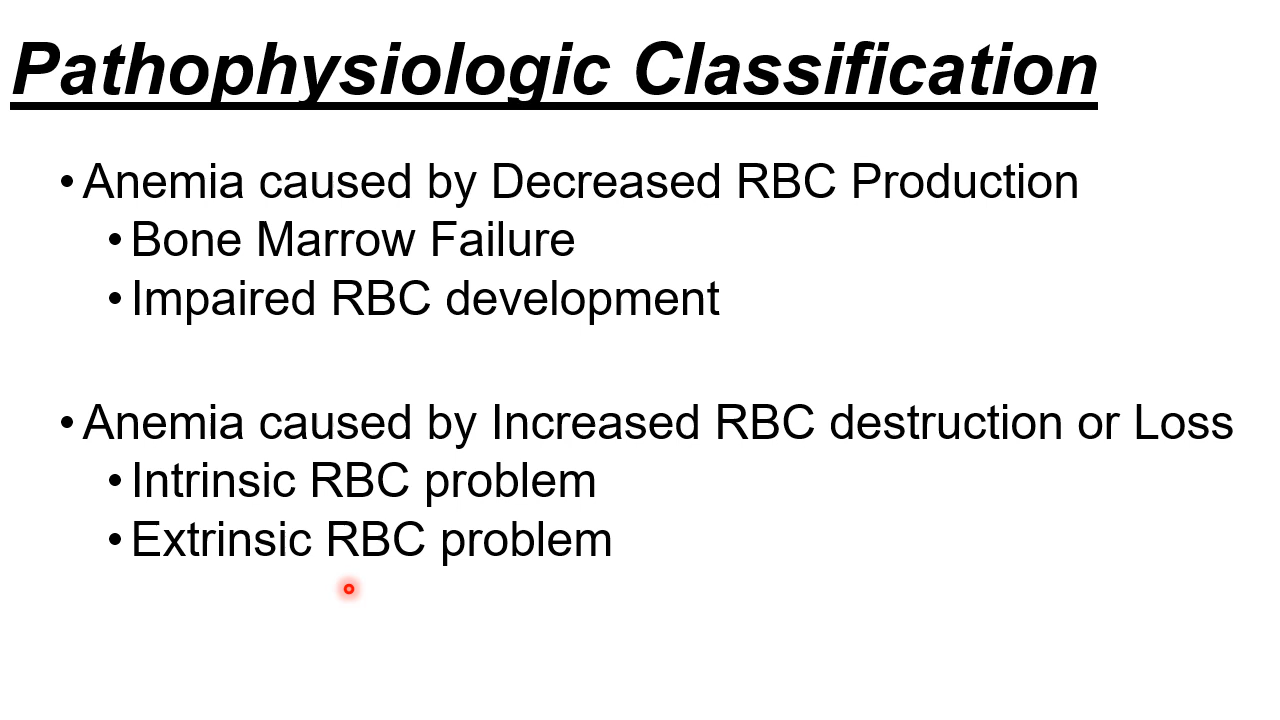 Pathophysiologic Classification
• Anemia caused by Decreased RBC Production
• Bone Marrow Failure
• Impaired RBC development
• Anemia caused by Increased RBC destruction or Loss
• Intrinsic RBC problem
• Extrinsic RBC problem